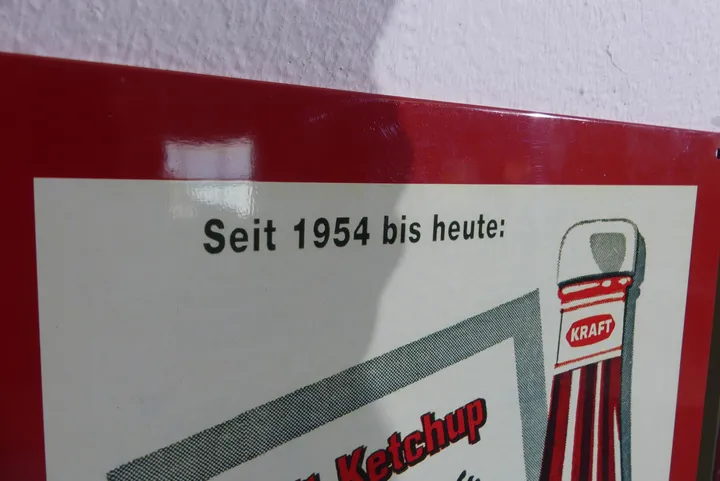 Seit 1954 bis heute:
KRAFT
Ketchup